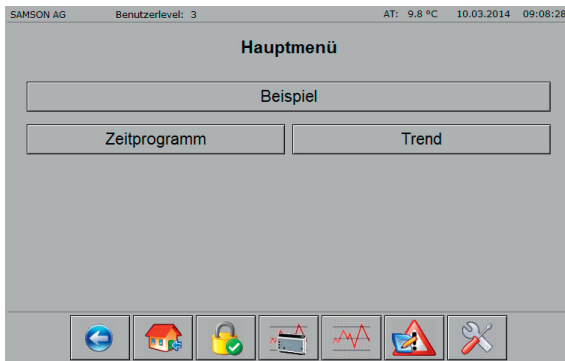 SAMSON AG Benutzerlevel: 3 AT: 9.8 °C 10.03.2014 09:08:28
Hauptmenü
Beispiel
Zeitprogramm Trend